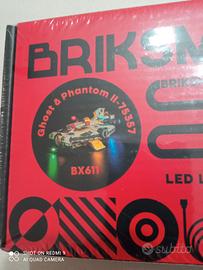 BRIKSM
BRIKS
Ghost & Phantom II-75357
BX611
LED L
SHOT ON REDMI 9
AI QUAD CAMERA
subito